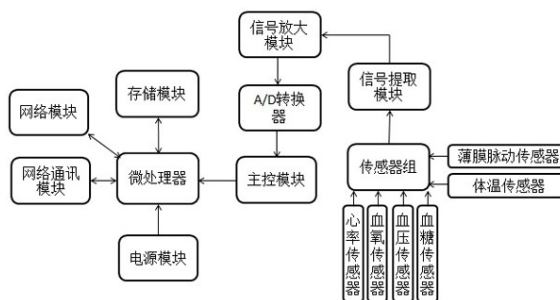 信号放大
模块
信号提取
模块
存储模块
A/D转换
器
网络模块
薄膜脉动传感器
传感器组
网络通讯
模块
微处理器
主控模块
体温传感器
心率传感器
血氧传感器
血压传感器
血糖传感器
电源模块